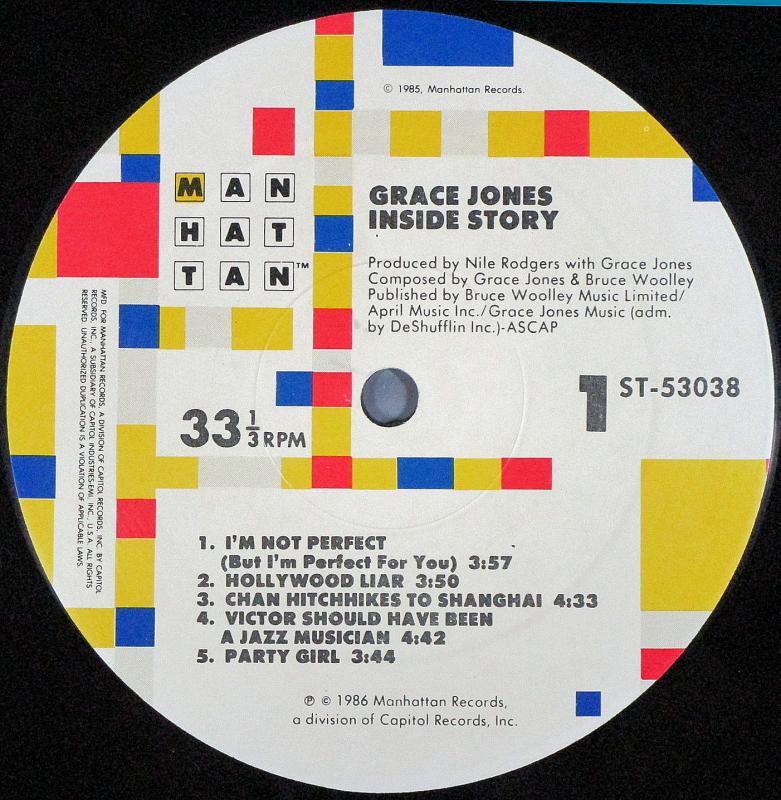 © 1985, Manhattan Records.
MAN
HAT
TAN™
GRACE JONES
INSIDE STORY
Produced by Nile Rodgers with Grace Jones
Composed by Grace Jones & Bruce Woolley
Published by Bruce Woolley Music Limited/
April Music Inc./Grace Jones Music (adm.
by DeShufflin Inc.)-ASCAP
MFD. FOR MANHATTAN RECORDS, A DIVISION OF CAPITOL RECORDS, INC. BY CAPITOL
RECORDS, INC., A SUBSIDIARY OF CAPITOL INDUSTRIES-EMI, INC., U.S.A. ALL RIGHTS
RESERVED. UNAUTHORIZED DUPLICATION IS A VIOLATION OF APPLICABLE LAWS.
33 1/3 RPM
1 ST-53038
1. I'M NOT PERFECT
(But I'm Perfect For You) 3:57
2. HOLLYWOOD LIAR 3:50
3. CHAN HITCHHIKES TO SHANGHAI 4:33
4. VICTOR SHOULD HAVE BEEN
A JAZZ MUSICIAN 4:42
5. PARTY GIRL 3:44
℗ © 1986 Manhattan Records,
a division of Capitol Records, Inc.